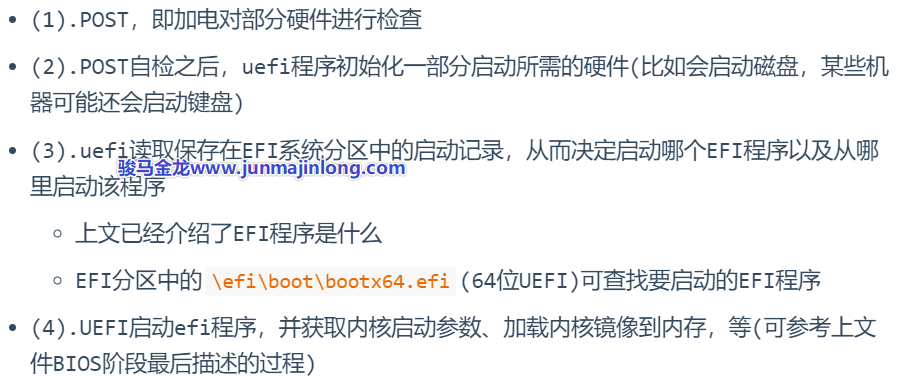 (1).POST，即加电对部分硬件进行检查
(2).POST自检之后，uefi程序初始化一部分启动所需的硬件(比如会启动磁盘，某些机
器可能还会启动键盘)
(3).uefi读取保存在EFI系统分区中的启动记录，从而决定启动哪个EFI程序以及从哪
骏马金龙www.junmajinlong.com
里启动该程序
上文已经介绍了EFI程序是什么
EFI分区中的\efi\boot\bootx64.efi(64位UEFI)可查找要启动的EFI程序
(4).UEFI启动efi程序，并获取内核启动参数、加载内核镜像到内存，等(可参考上文
件BIOS阶段最后描述的过程)